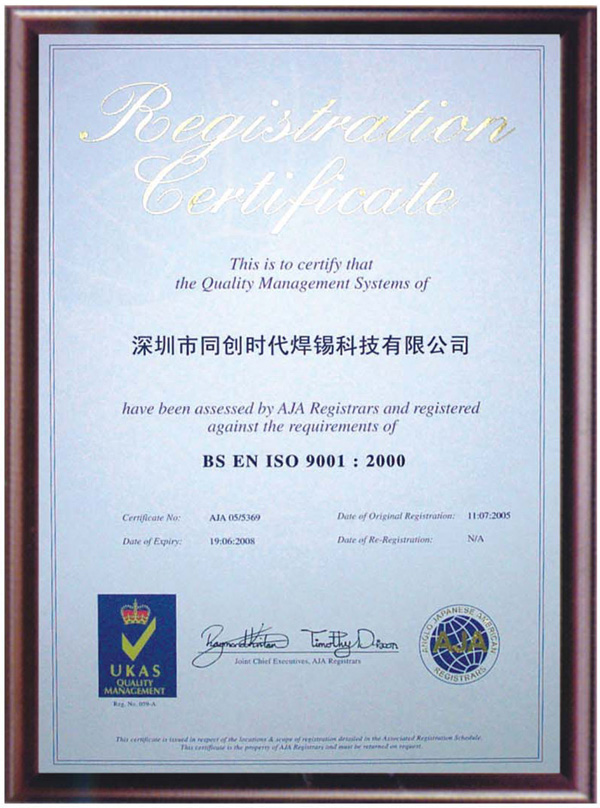 Registration
Certificate
This is to certify that
the Quality Management Systems of
深圳市同创时代焊锡科技有限公司
have been assessed by AJA Registrars and registered
against the requirements of
BS EN ISO 9001 : 2000
Certificate No: AJA 05/5369 Date of Original Registration: 11:07:2005
Date of Expiry: 19:06:2008 Date of Re-Registration: N/A
UKAS
QUALITY
MANAGEMENT
Reg. No. 059-A
Timothy Dixon
Joint Chief Executives, AJA Registrars
ANGLO JAPANESE AMERICAN
AJA
REGISTRARS
This certificate is issued in respect of the locations & scope of registration detailed in the Associated Registration Schedule.
This certificate is the property of AJA Registrars and must be returned on request.